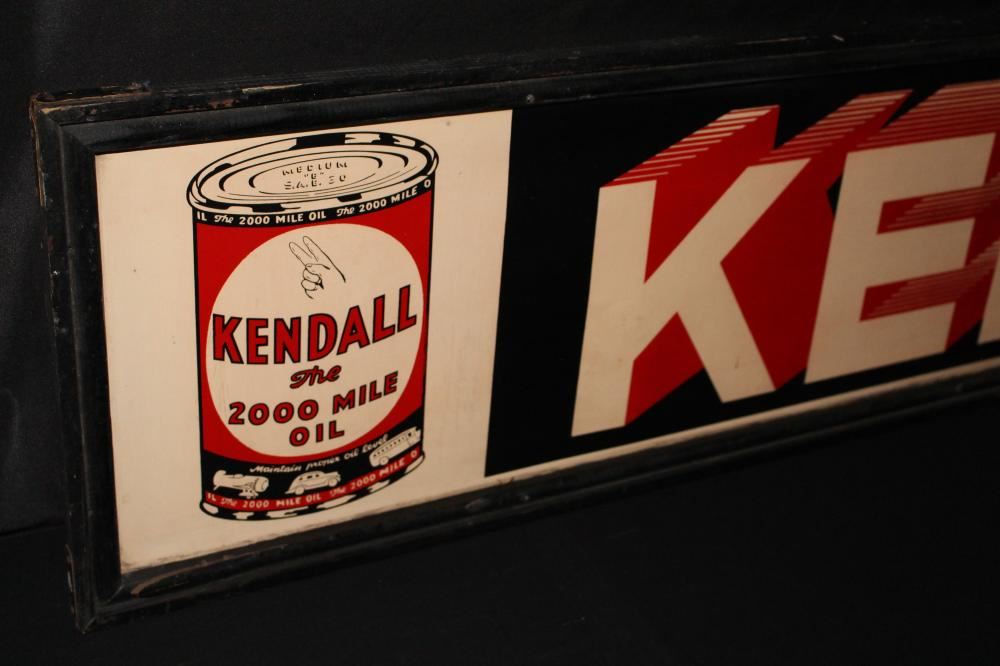 MEDIUM
"B"
S.A.E. 30
IL The 2000 MILE OIL The 2000 MILE O
KENDALL
The
2000 MILE
OIL
Maintain proper oil level
IL The 2000 MILE OIL The 2000 MILE O
KE